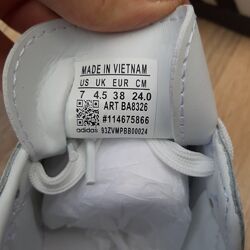 MADE IN VIETNAM
US UK EUR CM
7 4.5 38 24.0
ART BA8326
#114675866
adidas 93ZVMPBB00024